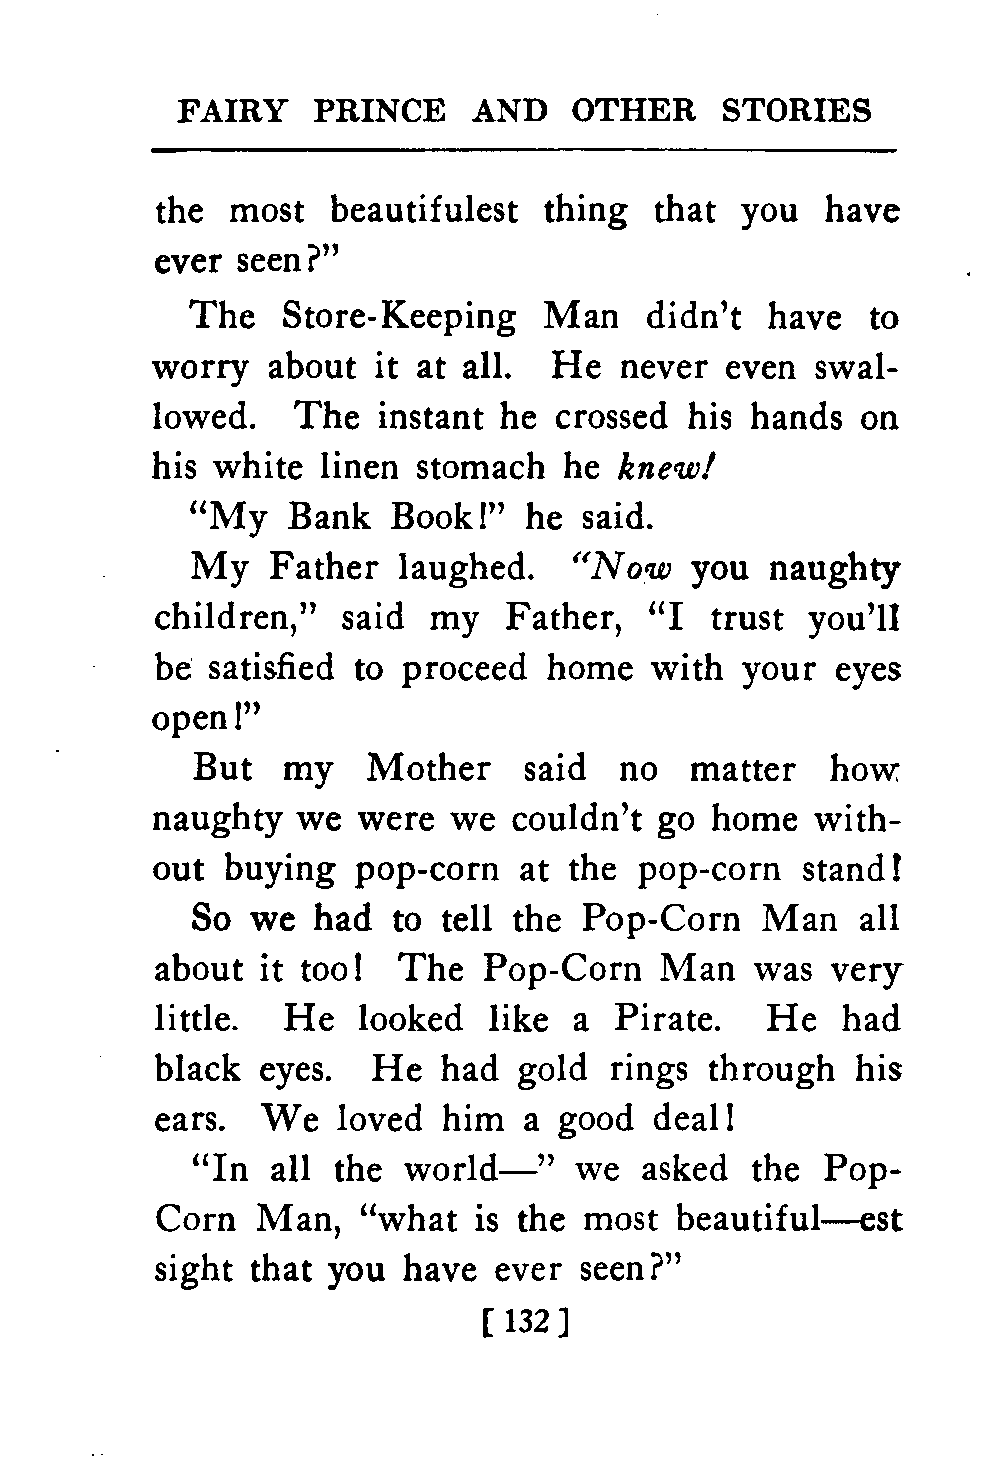 FAIRY PRINCE AND OTHER STORIES
the most beautifulest thing that you have
ever seen?"
The Store-Keeping Man didn't have to
worry about it at all. He never even swal-
lowed. The instant he crossed his hands on
his white linen stomach he knew!
"My Bank Book!" he said.
My Father laughed. "Now you naughty
children," said my Father, "I trust you'll
be satisfied to proceed home with your eyes
open!"
But my Mother said no matter how
naughty we were we couldn't go home with-
out buying pop-corn at the pop-corn stand!
So we had to tell the Pop-Corn Man all
about it too! The Pop-Corn Man was very
little. He looked like a Pirate. He had
black eyes. He had gold rings through his
ears. We loved him a good deal!
"In all the world—" we asked the Pop-
Corn Man, "what is the most beautiful—est
sight that you have ever seen?"
[ 132 ]